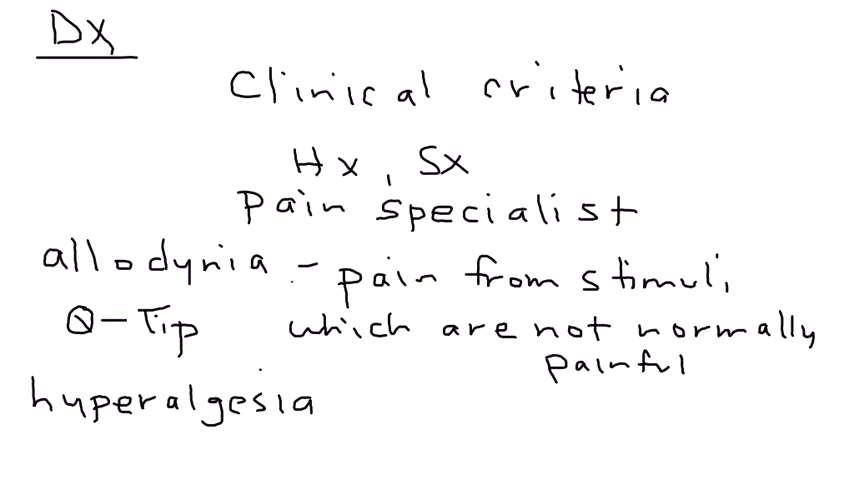 Dx
Clinical criteria
Hx, Sx
Pain specialist
allodynia - pain from stimuli,
Q-Tip which are not normally
painful
hyperalgesia